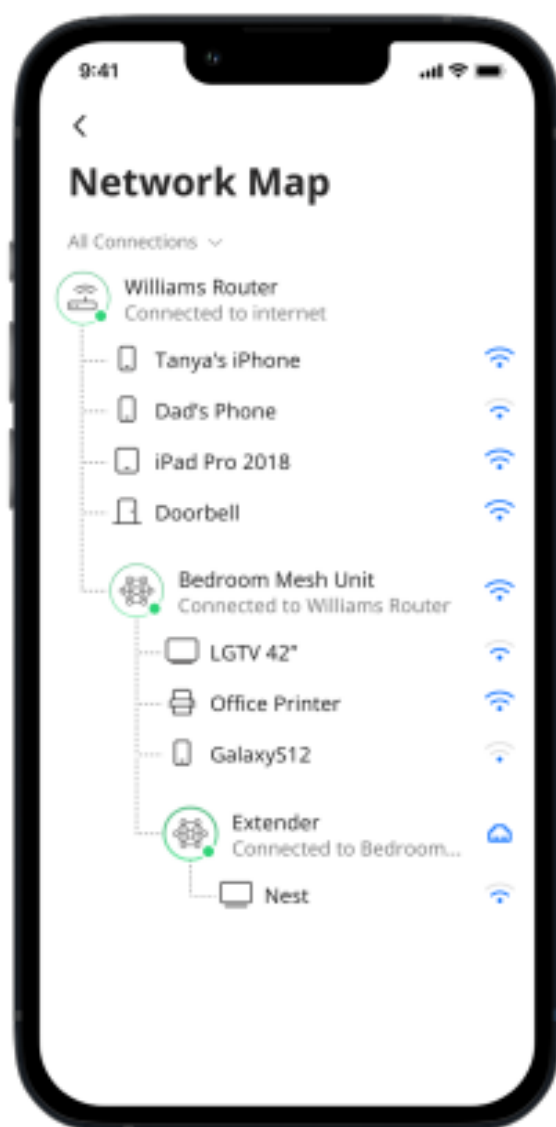 9:41
Network Map
All Connections
Williams Router
Connected to internet
Tanya's iPhone
Dad's Phone
iPad Pro 2018
Doorbell
Bedroom Mesh Unit
Connected to Williams Router
LGTV 42"
Office Printer
GalaxyS12
Extender
Connected to Bedroom...
Nest